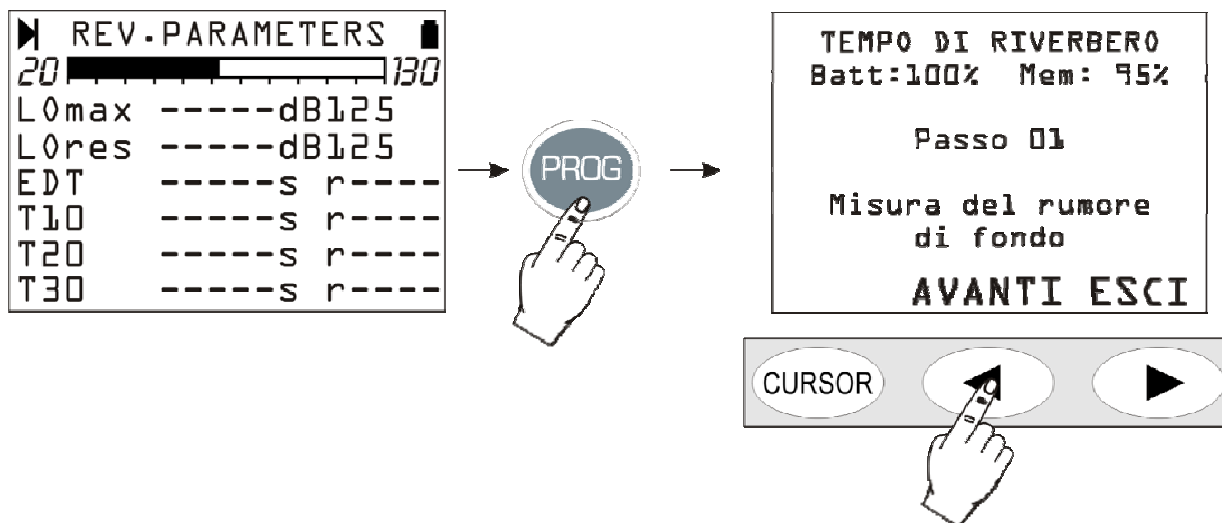 REV.PARAMETERS
20 130
L0max -----dB125
L0res -----dB125
EDT -----s r----
T10 -----s r----
T20 -----s r----
T30 -----s r----
PROG
TEMPO DI RIVERBERO
Batt:100% Mem: 95%
Passo 01
Misura del rumore
di fondo
AVANTI ESCI
CURSOR